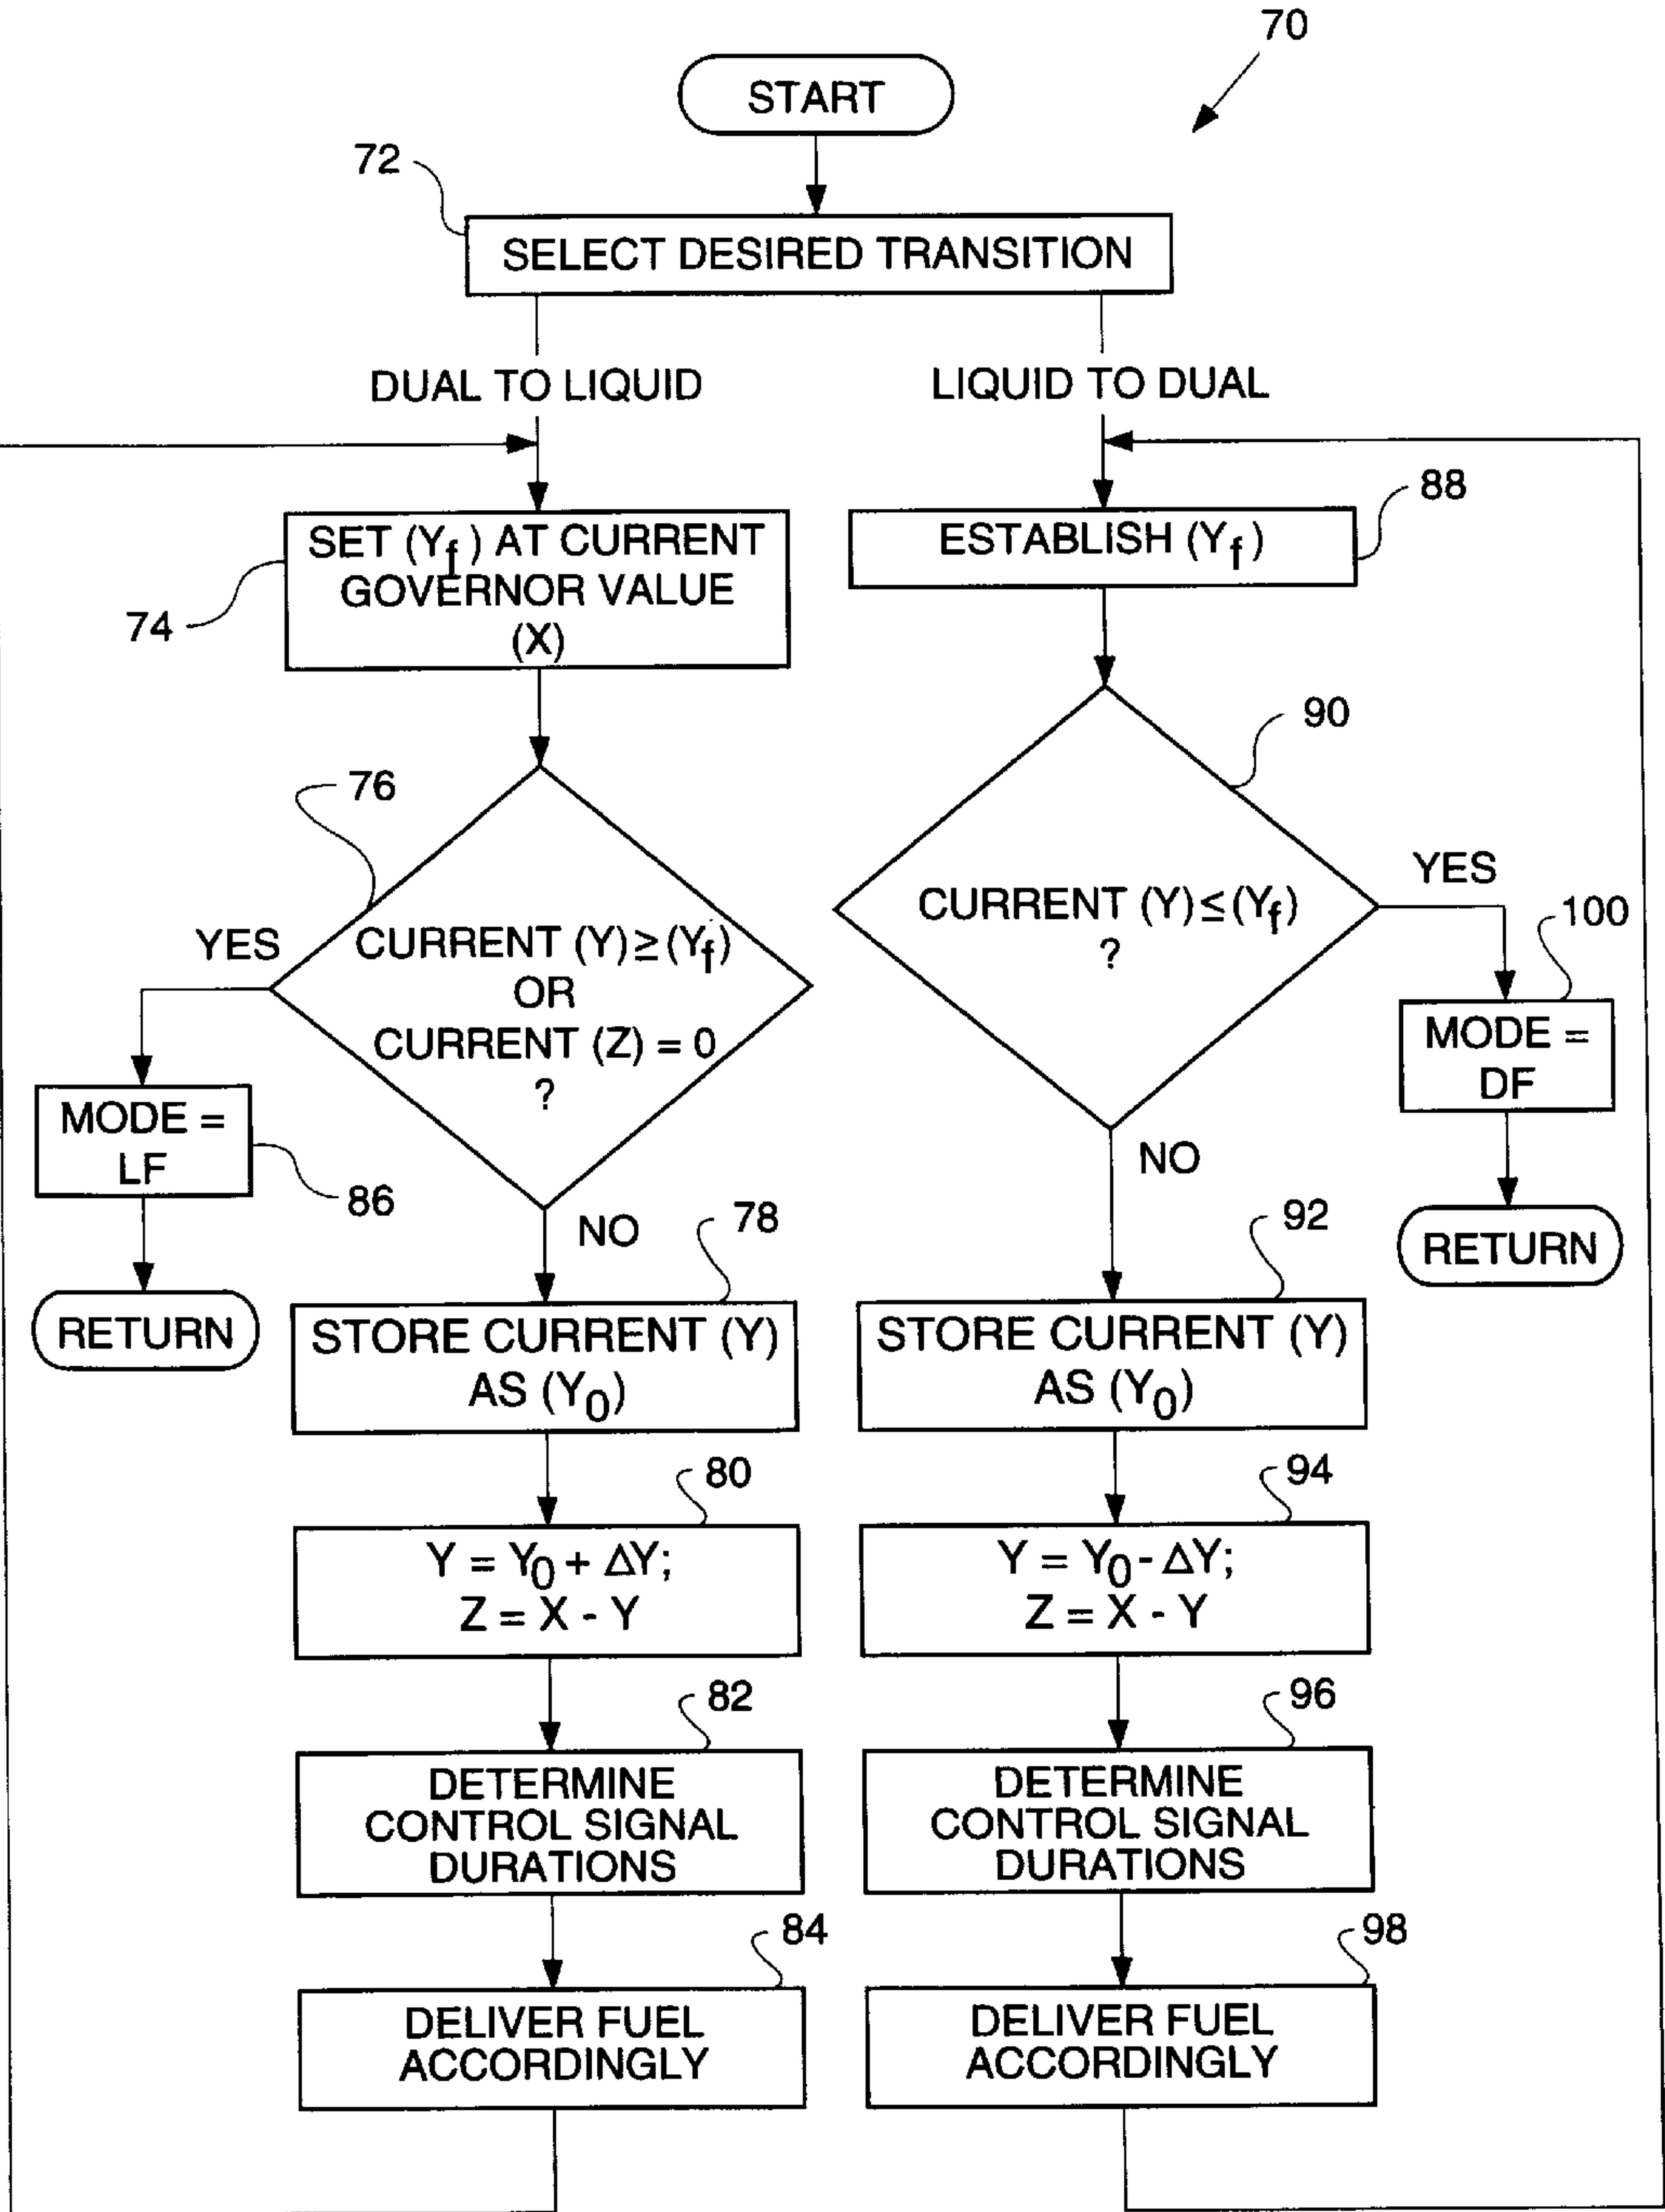 70
START
72
SELECT DESIRED TRANSITION
DUAL TO LIQUID
LIQUID TO DUAL
SET (Yf) AT CURRENT
GOVERNOR VALUE
(X)
74
ESTABLISH (Yf)
88
76
CURRENT (Y) ≥ (Yf)
OR
CURRENT (Z) = 0
?
YES
NO
90
CURRENT (Y) ≤ (Yf)
?
YES
NO
100
MODE =
DF
RETURN
MODE =
LF
86
RETURN
78
STORE CURRENT (Y)
AS (Y0)
92
STORE CURRENT (Y)
AS (Y0)
80
Y = Y0 + ΔY;
Z = X - Y
94
Y = Y0 - ΔY;
Z = X - Y
82
DETERMINE
CONTROL SIGNAL
DURATIONS
96
DETERMINE
CONTROL SIGNAL
DURATIONS
84
DELIVER FUEL
ACCORDINGLY
98
DELIVER FUEL
ACCORDINGLY